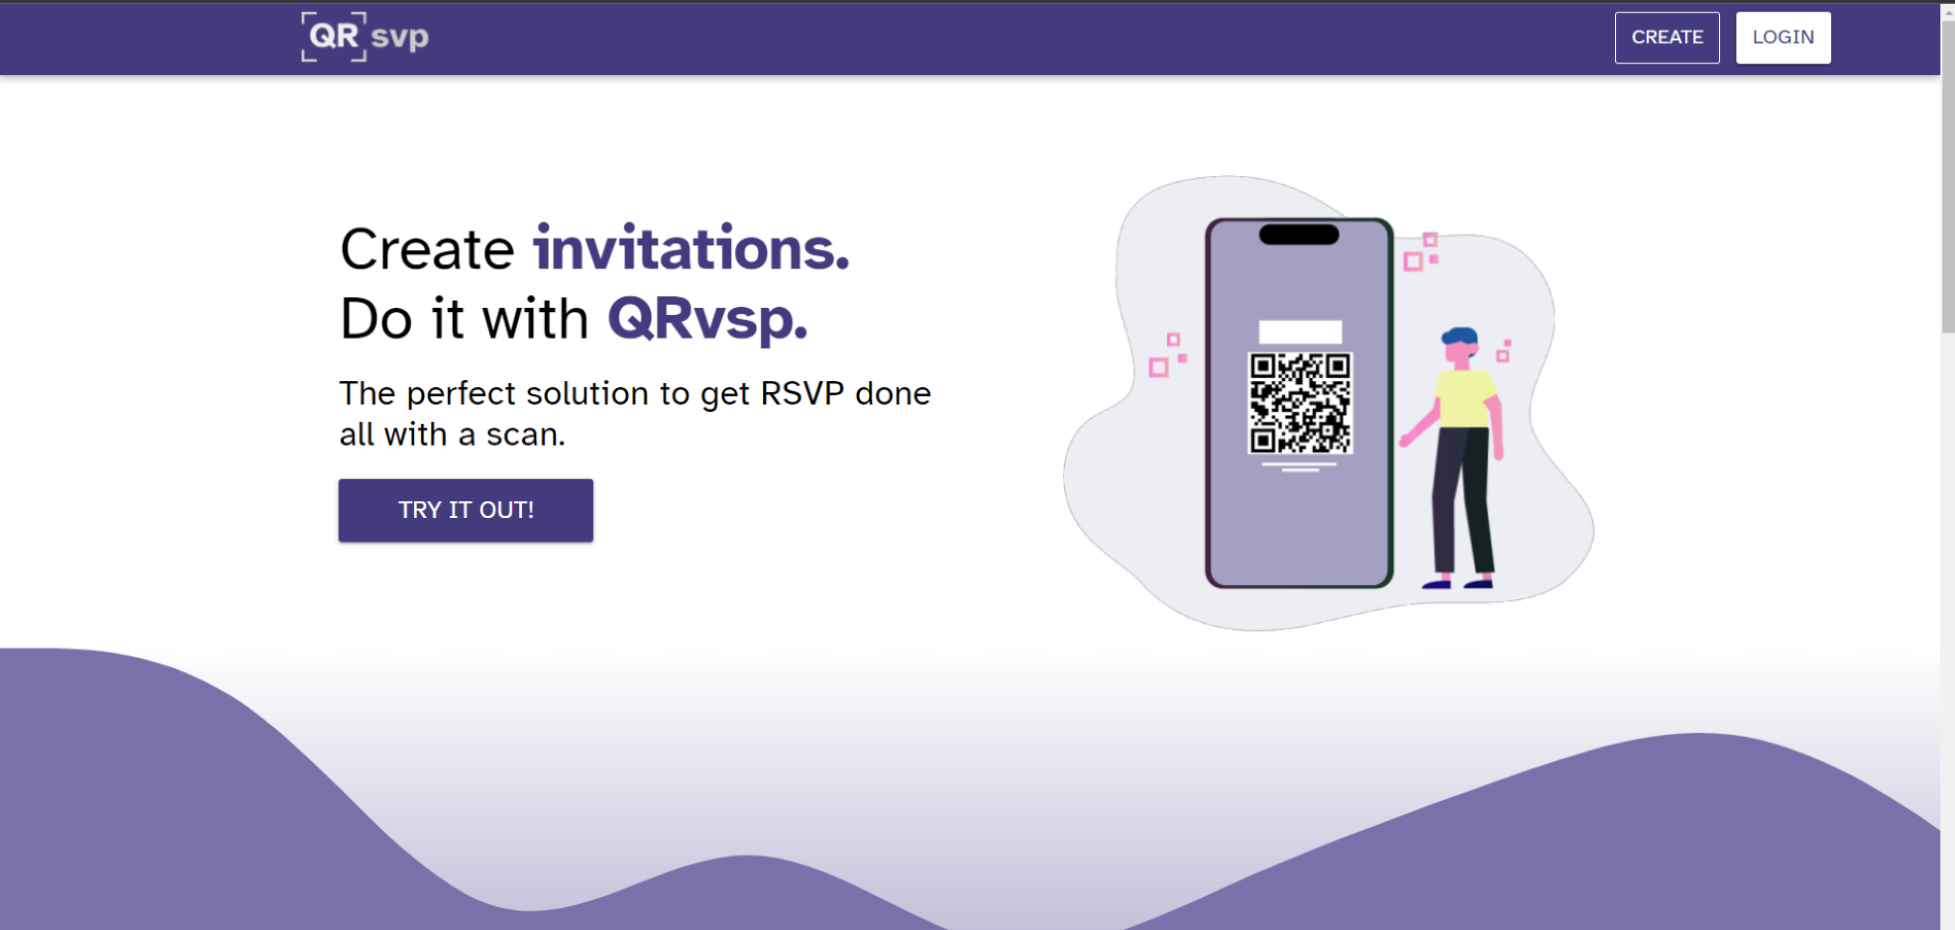 QR svp
CREATE
LOGIN
Create invitations.
Do it with QRvsp.
The perfect solution to get RSVP done
all with a scan.
TRY IT OUT!